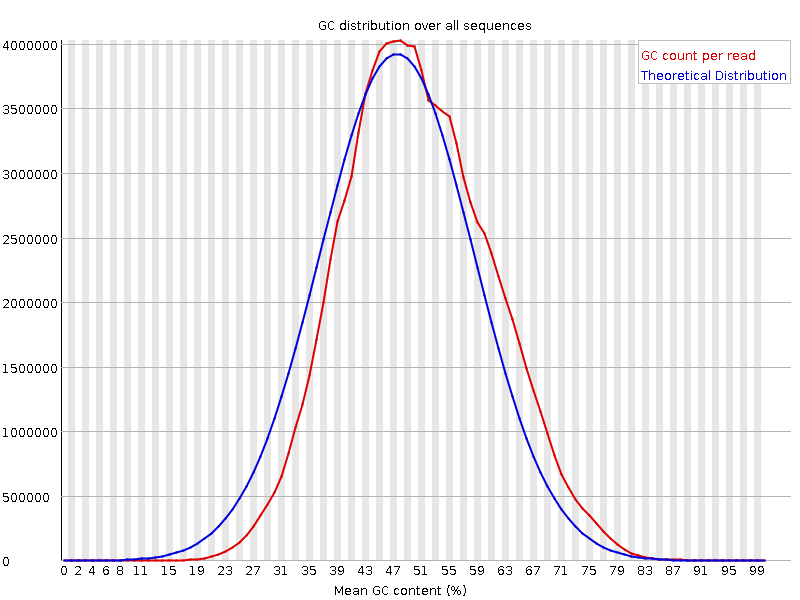 GC distribution over all sequences
GC count per read
Theoretical Distribution
4000000
3500000
3000000
2500000
2000000
1500000
1000000
500000
0
0 2 4 6 8 11 15 19 23 27 31 35 39 43 47 51 55 59 63 67 71 75 79 83 87 91 95 99
Mean GC content (%)